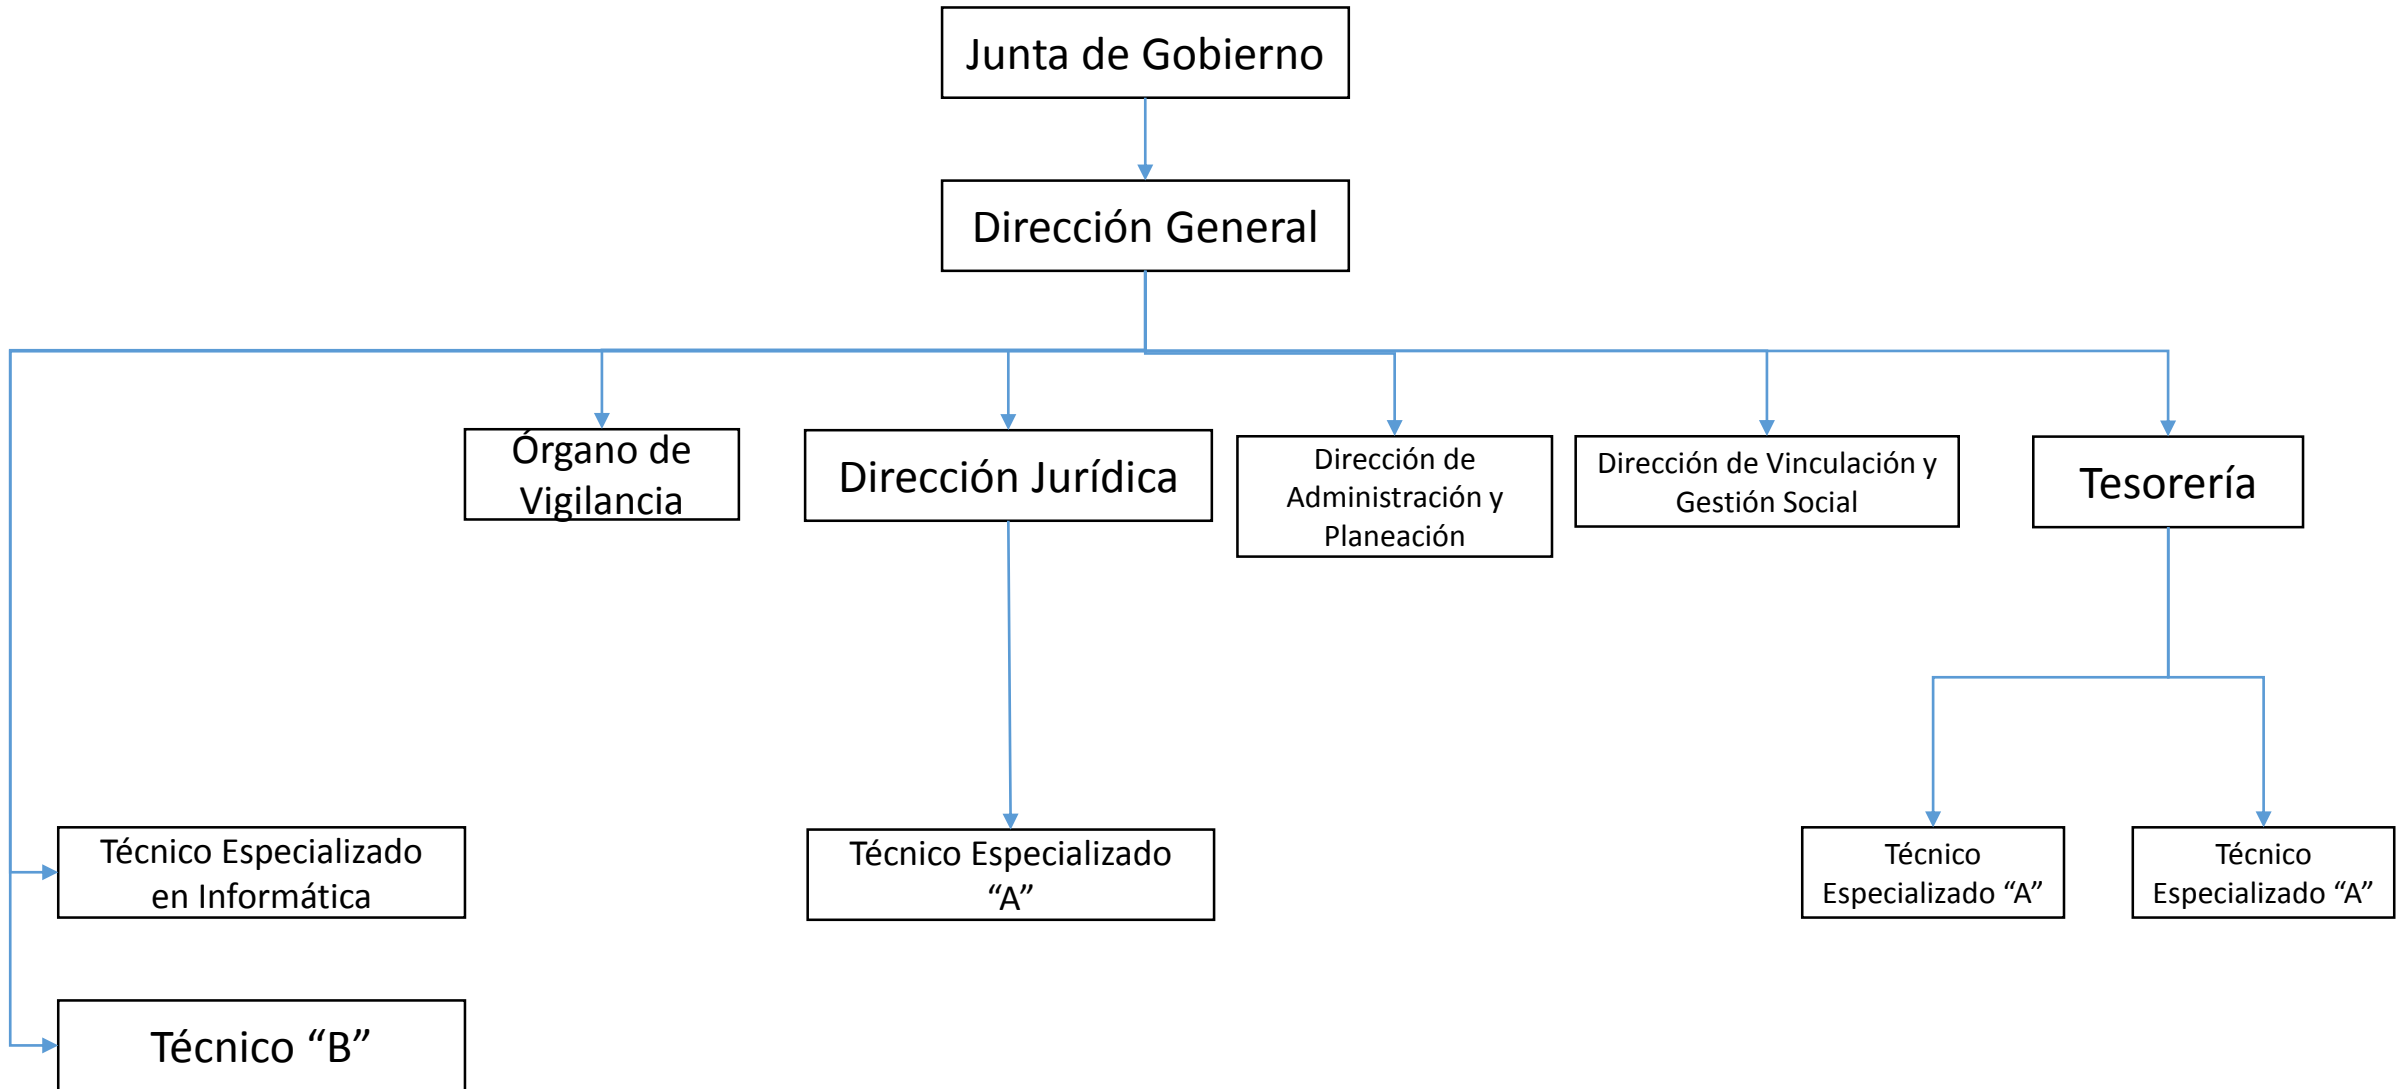 Junta de Gobierno
Dirección General
Órgano de
Vigilancia
Dirección Jurídica
Dirección de
Administración y
Planeación
Dirección de Vinculación y
Gestión Social
Tesorería
Técnico Especializado
en Informática
Técnico Especializado
“A”
Técnico
Especializado “A”
Técnico
Especializado “A”
Técnico “B”